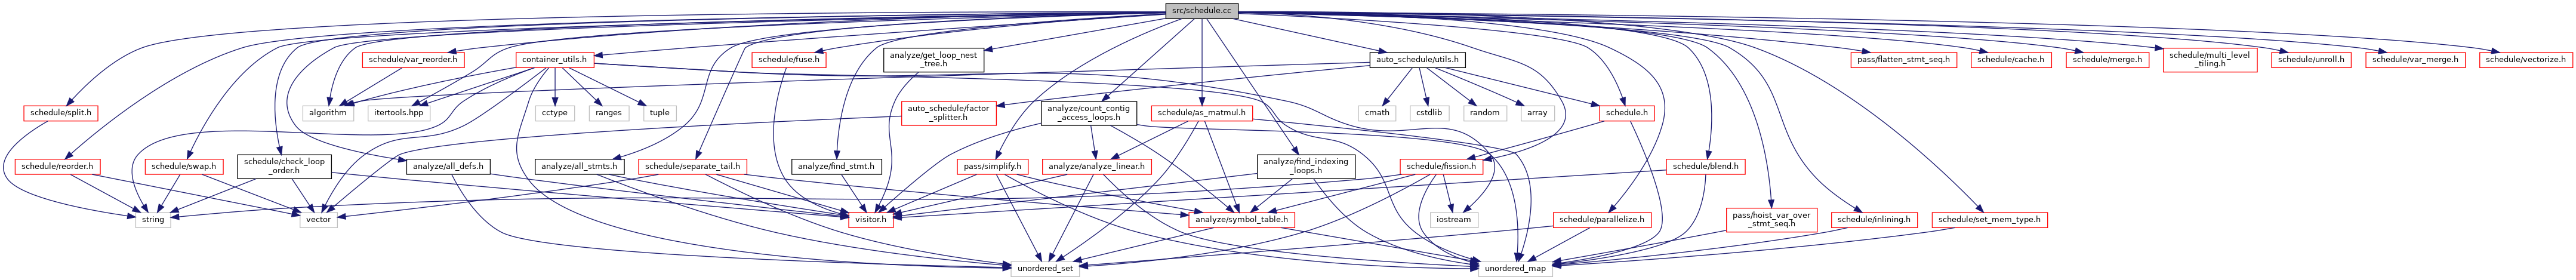 src/schedule.cc
schedule/var_reorder.h
container_utils.h
schedule/fuse.h
analyze/get_loop_nest
_tree.h
auto_schedule/utils.h
pass/flatten_stmt_seq.h
schedule/cache.h
schedule/merge.h
schedule/multi_level
_tiling.h
schedule/unroll.h
schedule/var_merge.h
schedule/vectorize.h
schedule/split.h
algorithm
itertools.hpp
cctype
ranges
tuple
auto_schedule/factor
_splitter.h
analyze/count_contig
_access_loops.h
schedule/as_matmul.h
cmath
cstdlib
random
array
schedule.h
schedule/reorder.h
schedule/swap.h
schedule/check_loop
_order.h
analyze/all_defs.h
analyze/all_stmts.h
schedule/separate_tail.h
analyze/find_stmt.h
pass/simplify.h
analyze/analyze_linear.h
analyze/find_indexing
_loops.h
schedule/fission.h
schedule/blend.h
string
vector
visitor.h
analyze/symbol_table.h
iostream
schedule/parallelize.h
pass/hoist_var_over
_stmt_seq.h
schedule/inlining.h
schedule/set_mem_type.h
unordered_set
unordered_map